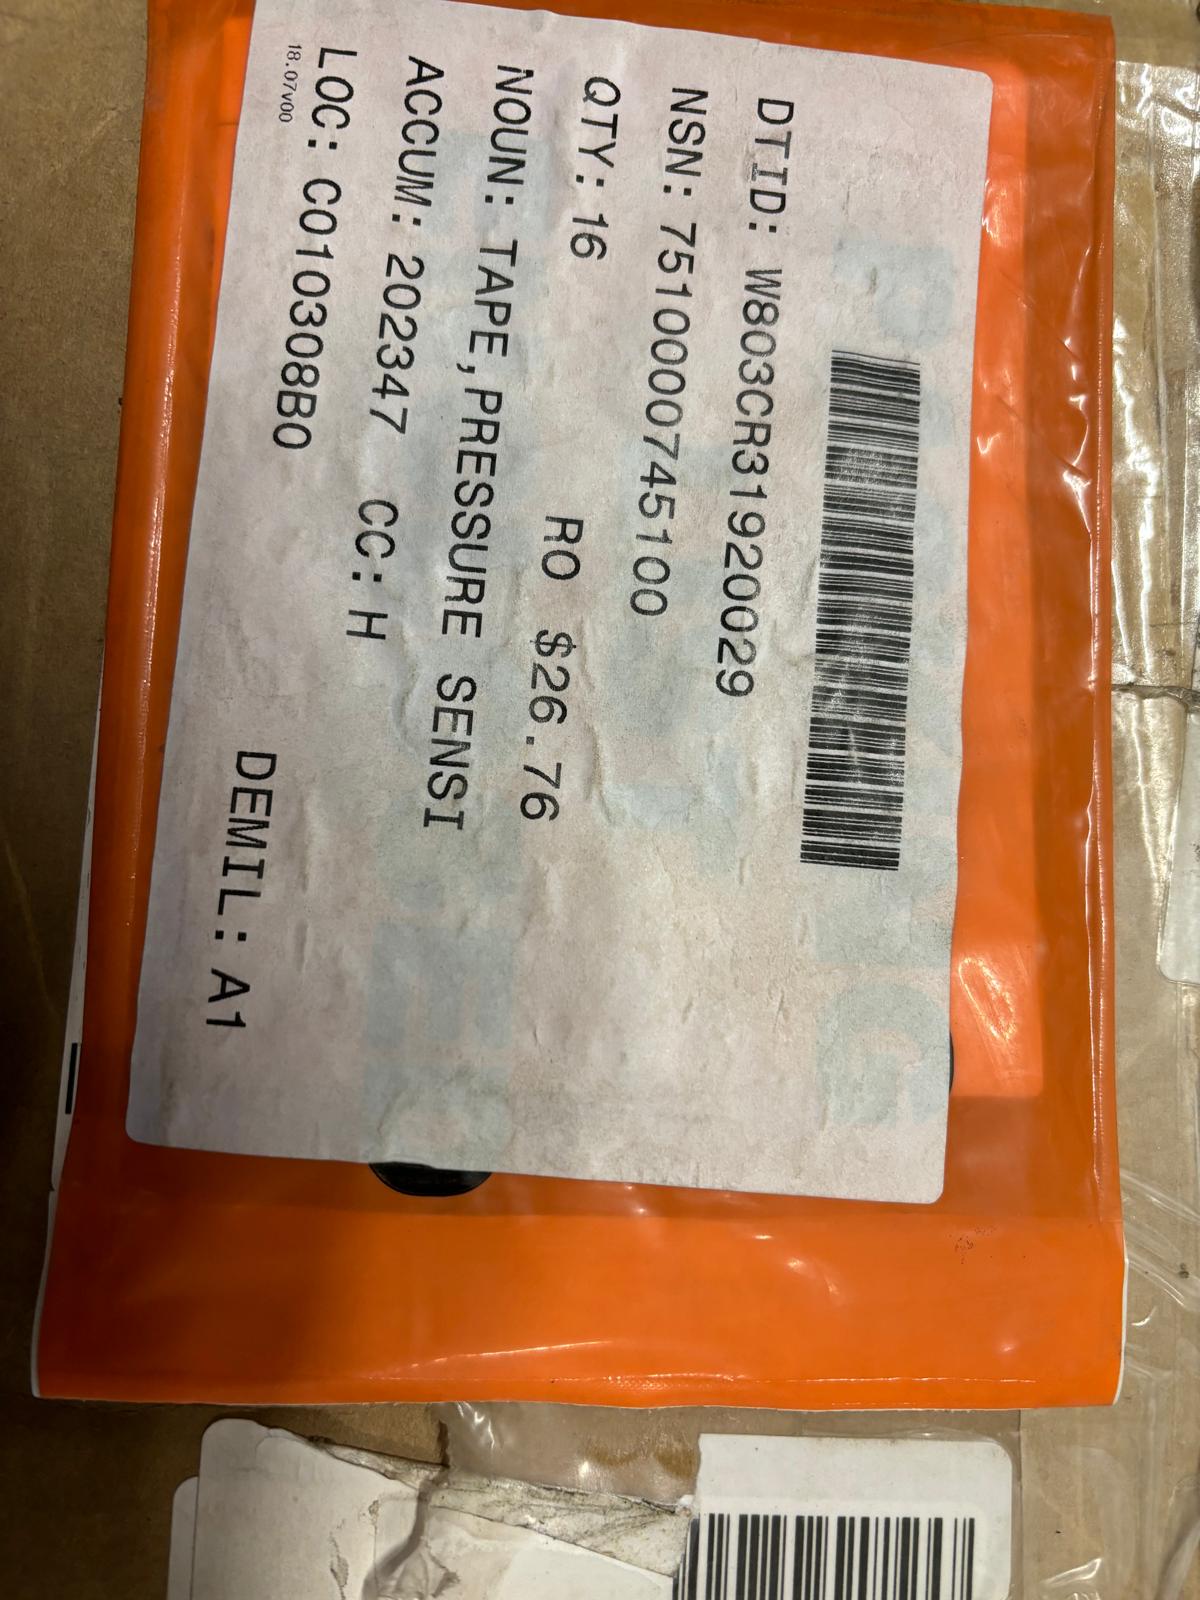 DTID: W803CR31920029
NSN: 7510000745100
QTY: 16 RO $26.76
NOUN: TAPE,PRESSURE SENSI
ACCUM: 202347 CC: H
LOC: C010308B0
18.07v00
DEMIL: A1